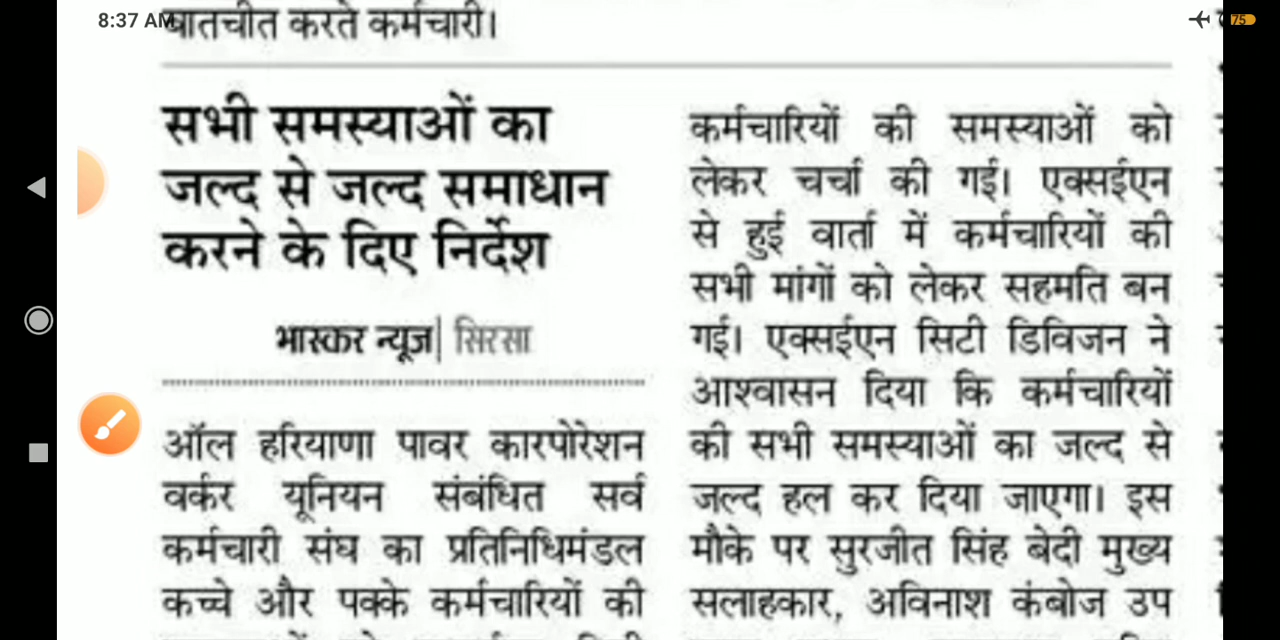 8:37 AM
75
बातचीत करते कर्मचारी।
सभी समस्याओं का
जल्द से जल्द समाधान
करने के दिए निर्देश
भास्कर न्यूज | सिरसा
ऑल हरियाणा पावर कारपोरेशन
वर्कर यूनियन संबंधित सर्व
कर्मचारी संघ का प्रतिनिधिमंडल
कच्चे और पक्के कर्मचारियों की
कर्मचारियों की समस्याओं को
लेकर चर्चा की गई। एक्सईएन
से हुई वार्ता में कर्मचारियों की
सभी मांगों को लेकर सहमति बन
गई। एक्सईएन सिटी डिविजन ने
आश्वासन दिया कि कर्मचारियों
की सभी समस्याओं का जल्द से
जल्द हल कर दिया जाएगा। इस
मौके पर सुरजीत सिंह बेदी मुख्य
सलाहकार, अविनाश कंबोज उप